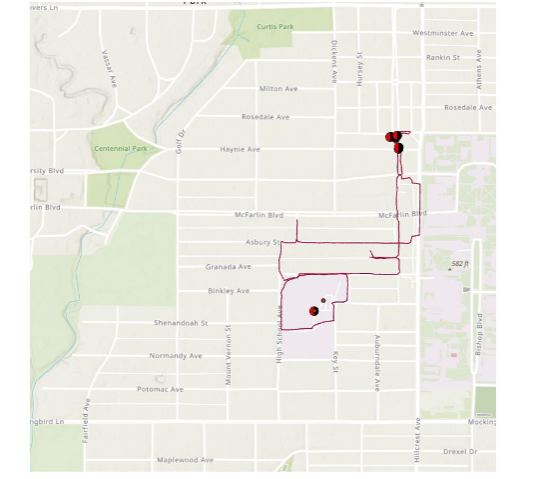 overs Ln
Curtis Park
Westminster Ave
Vassar Ave
Dickens Ave
Hursey St
Rankin St
Athens Ave
Milton Ave
Rosedale Ave
Rosedale Ave
Golf Dr
Centennial Park
Haynie Ave
rsity Blvd
rlin Blvd
McFarlin Blvd
McFarlin Blvd
Asbury St
Granada Ave
582 ft
Binkley Ave
Shenandoah St
High School Ave
Mount Vernon St
Key St
Auburndale Ave
Bishop Blvd
Normandy Ave
Potomac Ave
Fairfield Ave
ngbird Ln
Hillcrest Ave
Mocking
Maplewood Ave
Drexel Dr